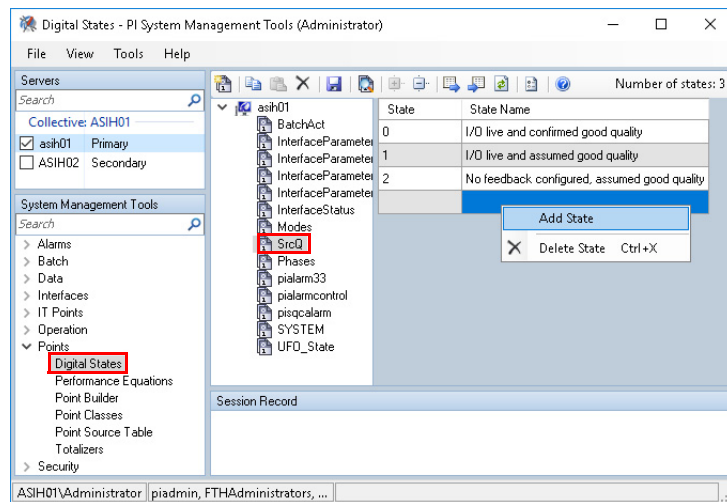 Digital States - PI System Management Tools (Administrator)
File View Tools Help
Servers
Search
Collective: ASIH01
asih01 Primary
ASIH02 Secondary
System Management Tools
Search
Alarms
Batch
Data
Interfaces
IT Points
Operation
Points
Digital States
Performance Equations
Point Builder
Point Classes
Point Source Table
Totalizers
Security
Number of states: 3
asih01
BatchAct
InterfaceParameter
InterfaceParameter
InterfaceParameter
InterfaceParameter
InterfaceStatus
Modes
SrcQ
Phases
pialarm33
pialarmcontrol
pisqcalarm
SYSTEM
UFO_State
State State Name
0 I/O live and confirmed good quality
1 I/O live and assumed good quality
2 No feedback configured, assumed good quality
Add State
Delete State Ctrl+X
Session Record
ASIH01\Administrator piadmin, FTHAdministrators, ...